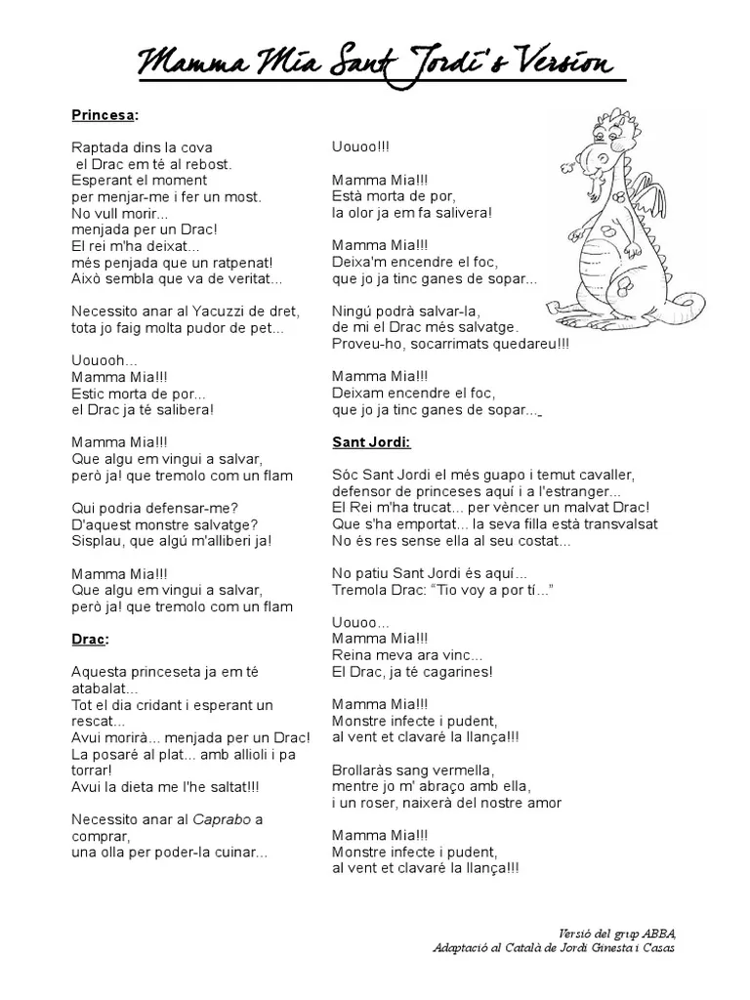 Mamma Mia Sant Jordi's Version
Princesa:
Raptada dins la cova
el Drac em té al rebost.
Esperant el moment
per menjar-me i fer un most.
No vull morir...
menjada per un Drac!
El rei m'ha deixat...
més penjada que un ratpenat!
Això sembla que va de veritat...
Necessito anar al Yacuzzi de dret,
tota jo faig molta pudor de pet...
Uouooh...
Mamma Mia!!!
Estic morta de por...
el Drac ja té salibera!
Mamma Mia!!!
Que algu em vingui a salvar,
però ja! que tremolo com un flam
Qui podria defensar-me?
D'aquest monstre salvatge?
Sisplau, que algú m'alliberi ja!
Mamma Mia!!!
Que algu em vingui a salvar,
però ja! que tremolo com un flam
Drac:
Aquesta princeseta ja em té
atabalat...
Tot el dia cridant i esperant un
rescat...
Avui morirà... menjada per un Drac!
La posaré al plat... amb allioli i pa
torrar!
Avui la dieta me l'he saltat!!!
Necessito anar al Caprabo a
comprar,
una olla per poder-la cuinar...
Uouoo!!!
Mamma Mia!!!
Està morta de por,
la olor ja em fa salivera!
Mamma Mia!!!
Deixa'm encendre el foc,
que jo ja tinc ganes de sopar...
Ningú podrà salvar-la,
de mi el Drac més salvatge.
Proveu-ho, socarrimats quedareu!!!
Mamma Mia!!!
Deixam encendre el foc,
que jo ja tinc ganes de sopar...
Sant Jordi:
Sóc Sant Jordi el més guapo i temut cavaller,
defensor de princeses aquí i a l'estranger...
El Rei m'ha trucat... per vèncer un malvat Drac!
Que s'ha emportat... la seva filla està transvalsat
No és res sense ella al seu costat...
No patiu Sant Jordi és aquí...
Tremola Drac: “Tio voy a por tí...”
Uouoo...
Mamma Mia!!!
Reina meva ara vinc...
El Drac, ja té cagarines!
Mamma Mia!!!
Monstre infecte i pudent,
al vent et clavaré la llança!!!
Brollaràs sang vermella,
mentre jo m' abraço amb ella,
i un roser, naixerà del nostre amor
Mamma Mia!!!
Monstre infecte i pudent,
al vent et clavaré la llança!!!
Versió del grup ABBA,
Adaptació al Català de Jordi Ginesta i Casas